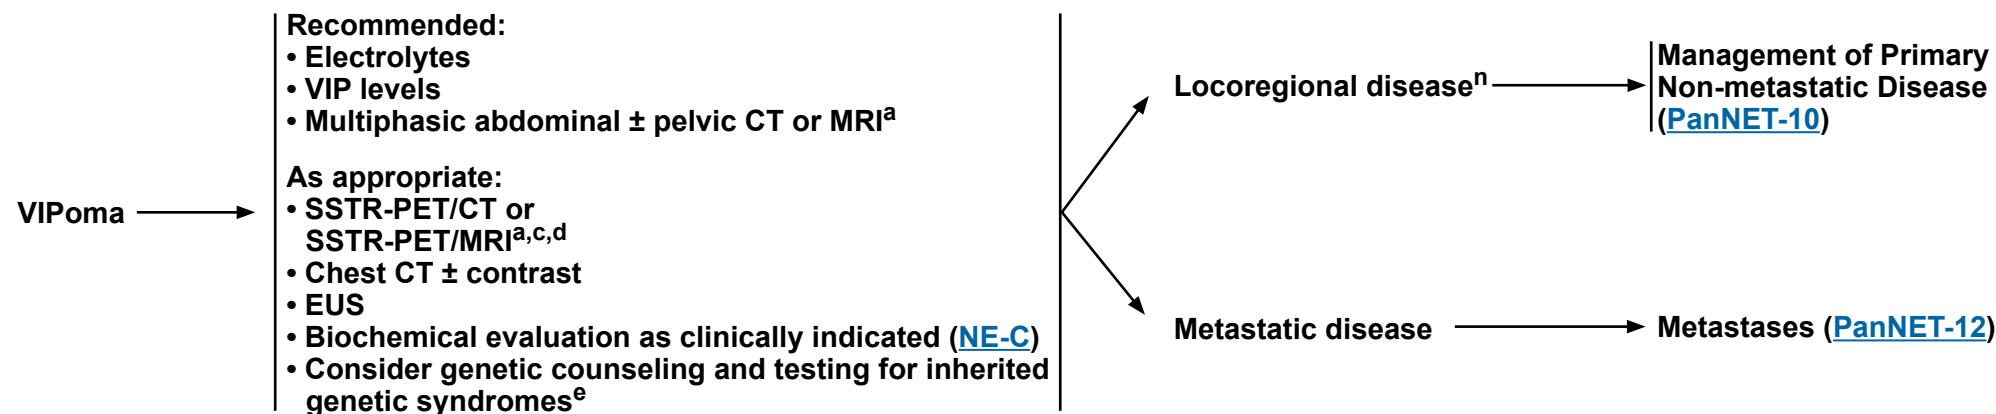 VIPoma
Recommended:
• Electrolytes
• VIP levels
• Multiphasic abdominal ± pelvic CT or MRIa
As appropriate:
• SSTR-PET/CT or
SSTR-PET/MRIa,c,d
• Chest CT ± contrast
• EUS
• Biochemical evaluation as clinically indicated (NE-C)
• Consider genetic counseling and testing for inherited
genetic syndromese
Locoregional diseasen
Management of Primary
Non-metastatic Disease
(PanNET-10)
Metastatic disease
Metastases (PanNET-12)